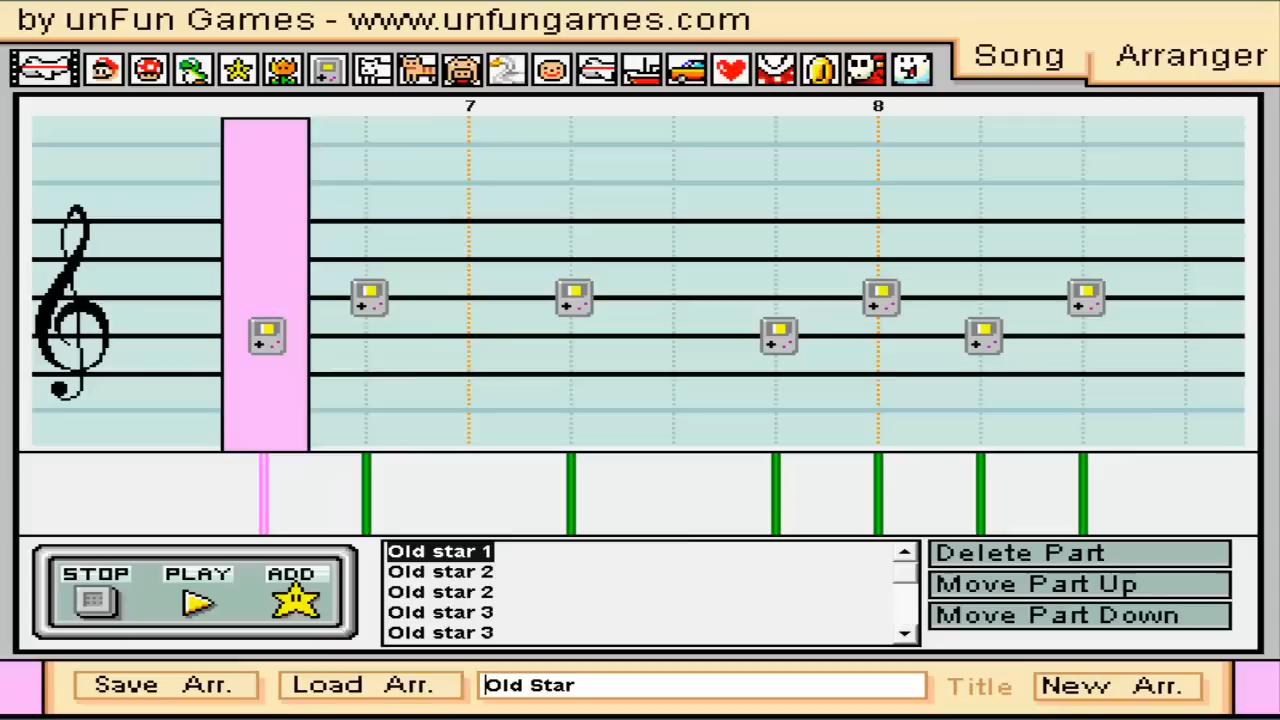 by unFun Games - www.unfungames.com
Song
Arranger
7
8
STOP
PLAY
ADD
Old star 1
Old star 2
Old star 2
Old star 3
Old star 3
Delete Part
Move Part Up
Move Part Down
Save Arr.
Load Arr.
Old Star
Title
New Arr.